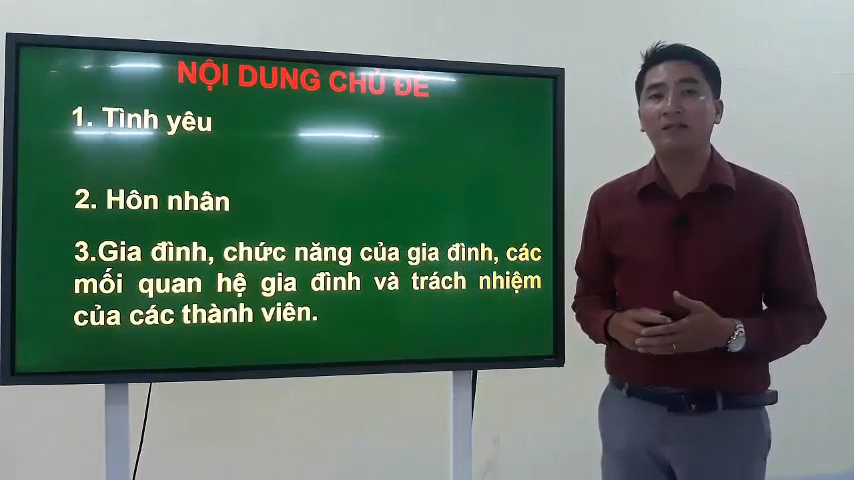 NỘI DUNG CHỦ ĐỀ
1. Tình yêu
2. Hôn nhân
3.Gia đình, chức năng của gia đình, các
mối quan hệ gia đình và trách nhiệm
của các thành viên.